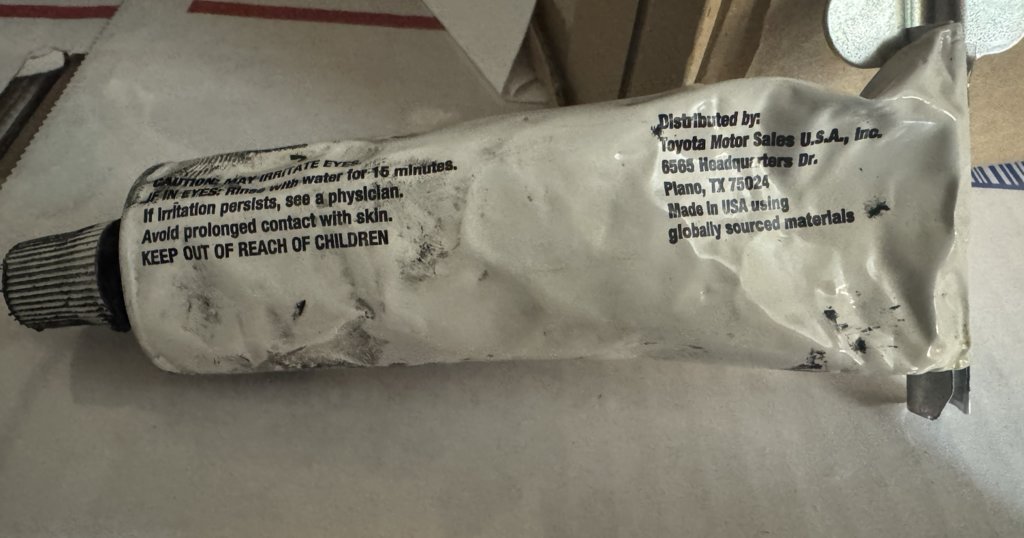 CAUTION: MAY IRRITATE EYES.
IF IN EYES: Rinse with water for 15 minutes.
If irritation persists, see a physician.
Avoid prolonged contact with skin.
KEEP OUT OF REACH OF CHILDREN
Distributed by:
Toyota Motor Sales U.S.A., Inc.
6565 Headquarters Dr.
Plano, TX 75024
Made in USA using
globally sourced materials